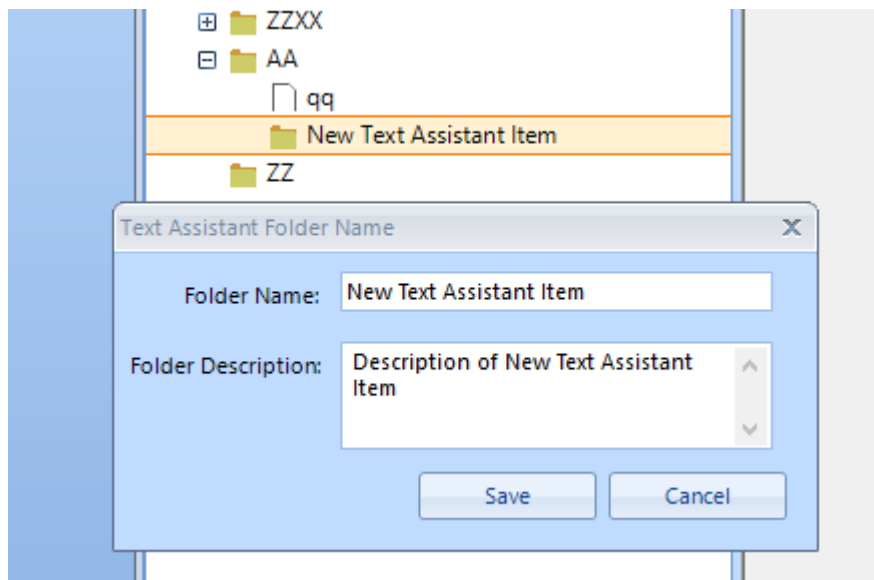 ZZXX
AA
qq
New Text Assistant Item
ZZ
Text Assistant Folder Name
Folder Name: New Text Assistant Item
Folder Description: Description of New Text Assistant
Item
Save Cancel